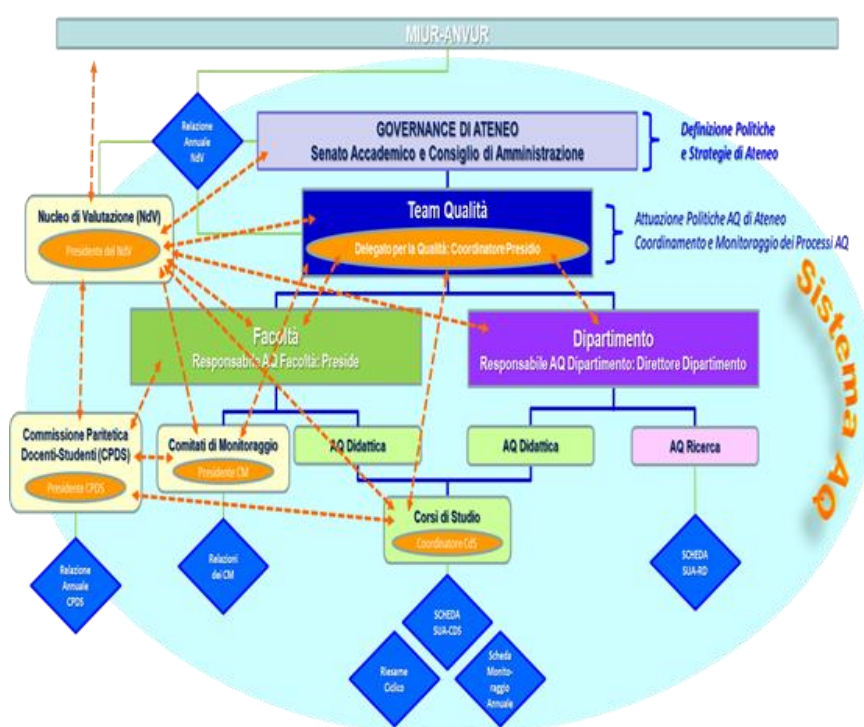 MIUR-ANVUR
Relazione
Annuale
NdV
GOVERNANCE DI ATENEO
Senato Accademico e Consiglio di Amministrazione
Definizione Politiche
e Strategie di Ateneo
Nucleo di Valutazione (NdV)
Presidente del NdV
Team Qualità
Delegato per la Qualità: Coordinatore Presidio
Attuazione Politiche AQ di Ateneo
Coordinamento e Monitoraggio dei Processi AQ
Sistema AQ
Facoltà
Responsabile AQ Facoltà: Preside
Dipartimento
Responsabile AQ Dipartimento: Direttore Dipartimento
Commissione Paritetica
Docenti-Studenti (CPDS)
Presidente CPDS
Comitati di Monitoraggio
Presidente CM
AQ Didattica
AQ Didattica
AQ Ricerca
Corsi di Studio
Coordinatore CdS
Relazione
Annuale
CPDS
Relazioni
dei CM
SCHEDA
SUA-RD
SCHEDA
SUA-CDS
Riesame
Ciclico
Scheda
Monito-
raggio
Annuale